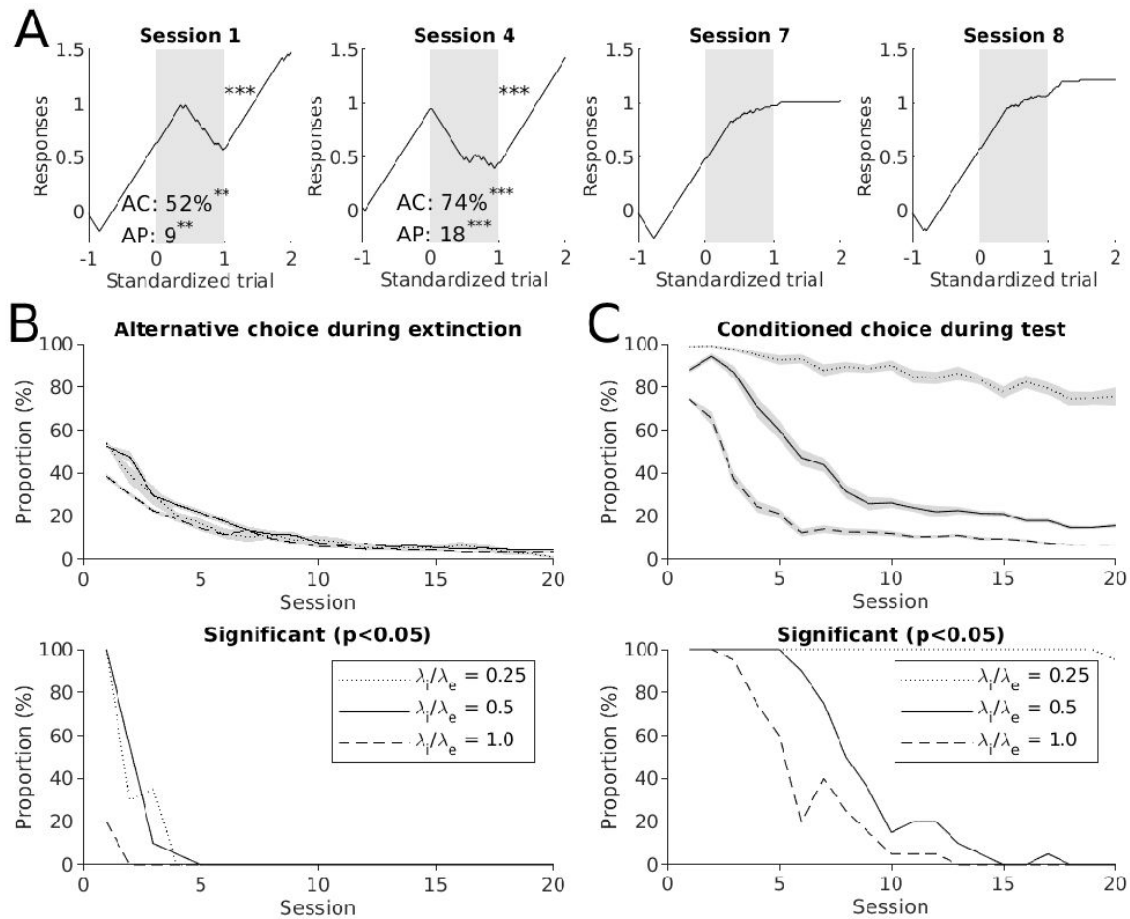 A
Session 1
Session 4
Session 7
Session 8
1.5
1
0.5
0
Responses
***
AC: 52%**
AP: 9**
-1 0 1 2
Standardized trial
1.5
1
0.5
0
Responses
***
AC: 74%***
AP: 18***
-1 0 1 2
Standardized trial
1.5
1
0.5
0
Responses
-1 0 1 2
Standardized trial
1.5
1
0.5
0
Responses
-1 0 1 2
Standardized trial
B
Alternative choice during extinction
100
80
60
40
20
0
Proportion (%)
0 5 10 15 20
Session
Significant (p<0.05)
100
80
60
40
20
0
Proportion (%)
λi/λe = 0.25
λi/λe = 0.5
λi/λe = 1.0
0 5 10 15 20
Session
C
Conditioned choice during test
100
80
60
40
20
0
Proportion (%)
0 5 10 15 20
Session
Significant (p<0.05)
100
80
60
40
20
0
Proportion (%)
λi/λe = 0.25
λi/λe = 0.5
λi/λe = 1.0
0 5 10 15 20
Session